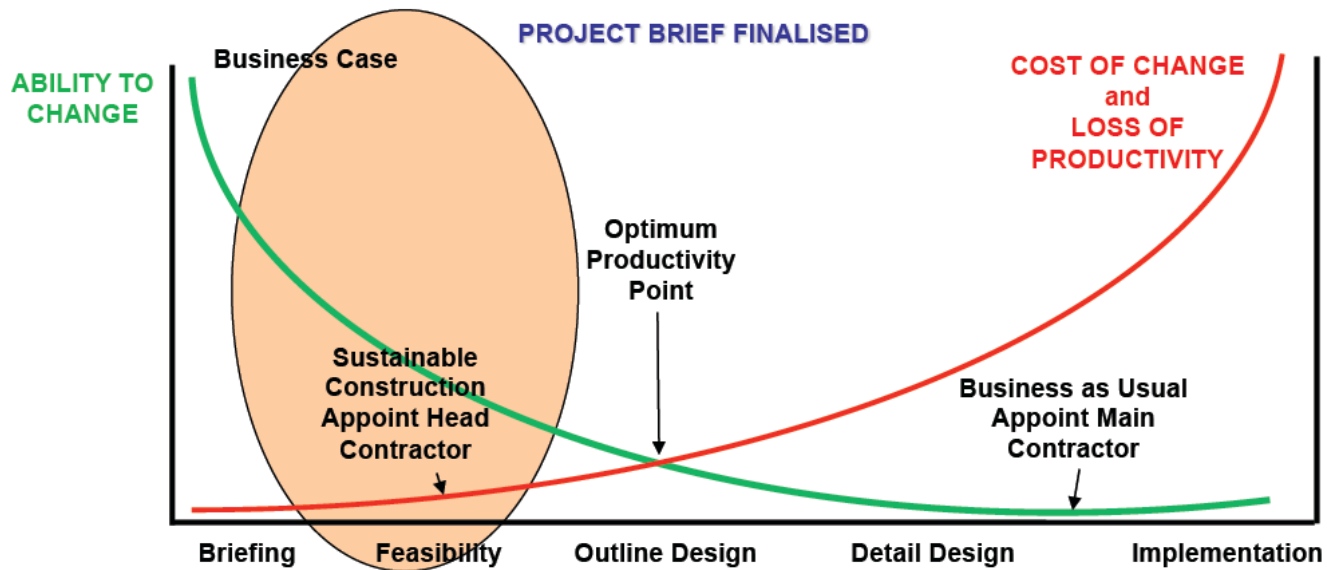 PROJECT BRIEF FINALISED
Business Case
ABILITY TO
CHANGE
COST OF CHANGE
and
LOSS OF
PRODUCTIVITY
Optimum
Productivity
Point
Sustainable
Construction
Appoint Head
Contractor
Business as Usual
Appoint Main
Contractor
Briefing
Feasibility
Outline Design
Detail Design
Implementation